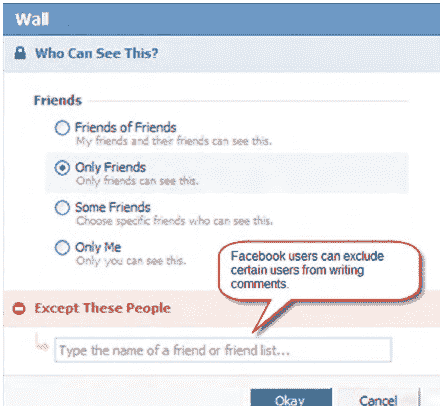 Wall
Who Can See This?
Friends
Friends of Friends
My friends and their friends can see this.
Only Friends
Only friends can see this.
Some Friends
Choose specific friends who can see this.
Only Me
Only you can see this.
Facebook users can exclude
certain users from writing
comments.
Except These People
Type the name of a friend or friend list...
Okay
Cancel